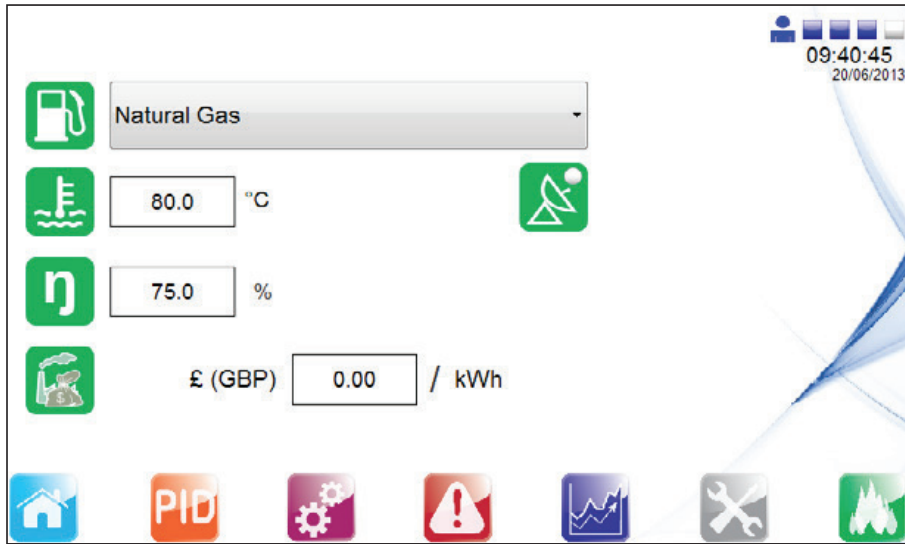 09:40:45
20/06/2013
Natural Gas
80.0 °C
ŋ 75.0 %
£ (GBP) 0.00 / kWh
$
PID